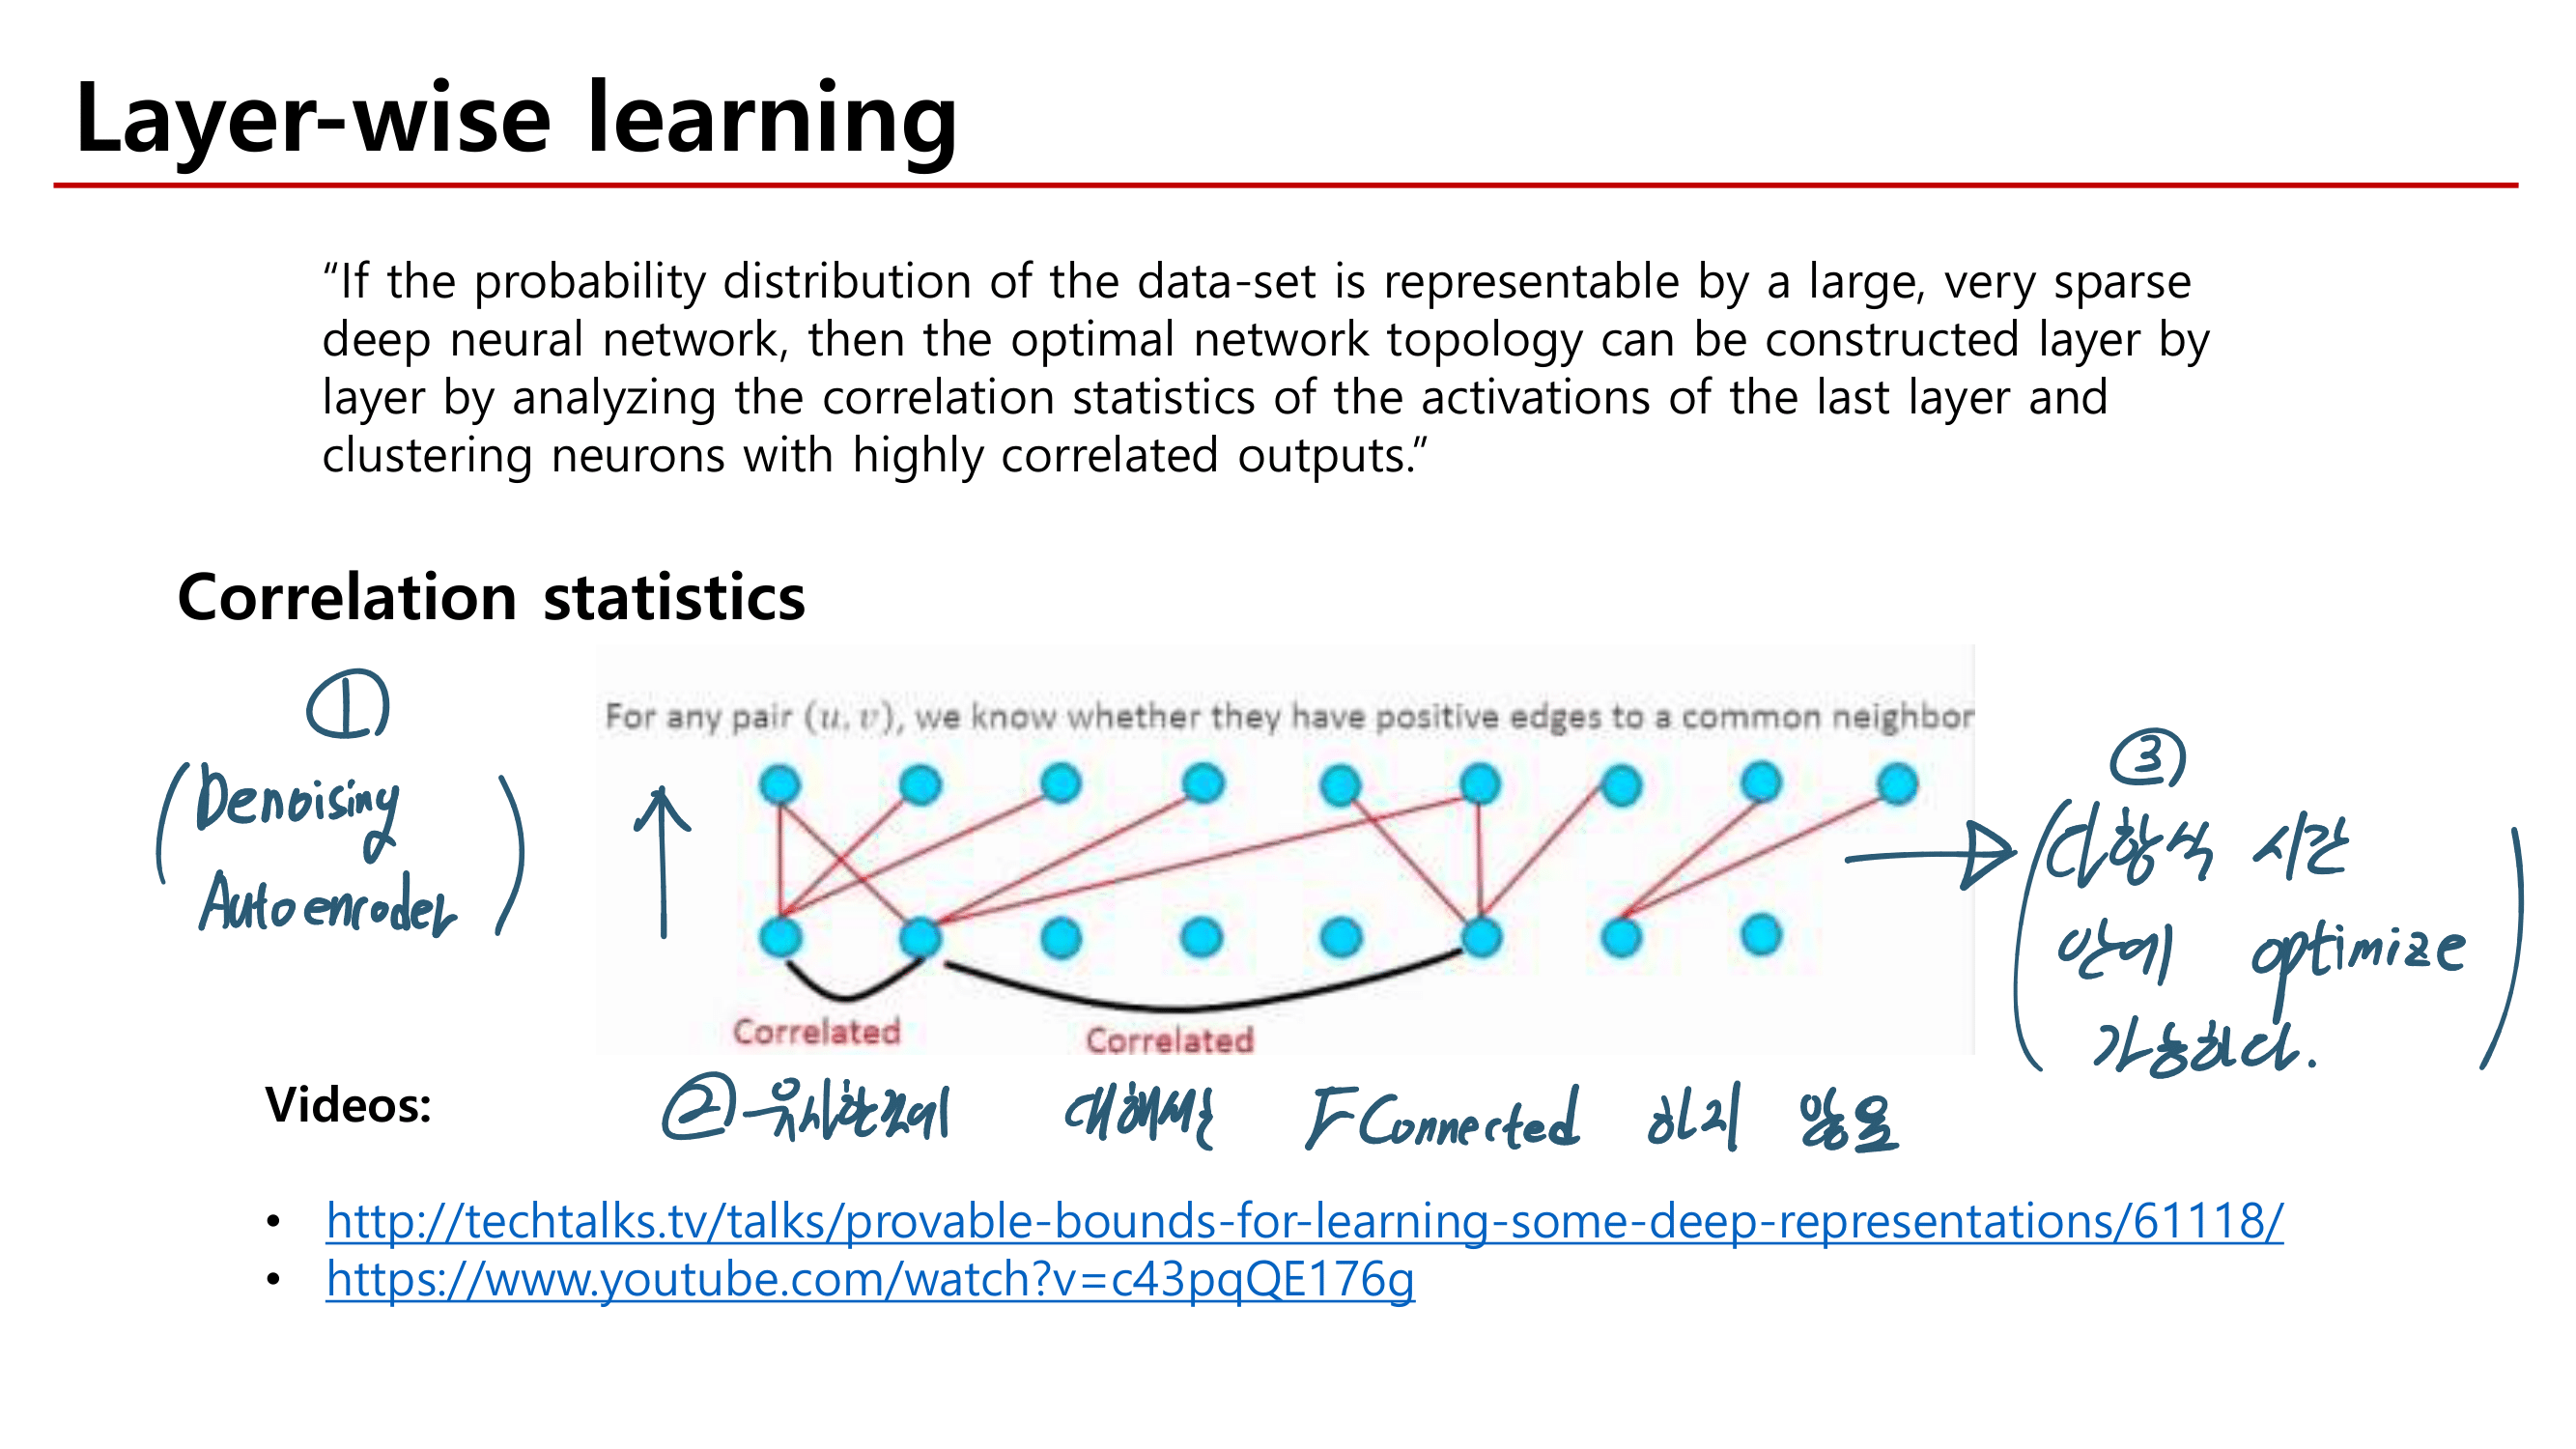 Layer-wise learning
“If the probability distribution of the data-set is representable by a large, very sparse
deep neural network, then the optimal network topology can be constructed layer by
layer by analyzing the correlation statistics of the activations of the last layer and
clustering neurons with highly correlated outputs.”
Correlation statistics
①
(Denoising
Autoencoder)
For any pair (u, v), we know whether they have positive edges to a common neighbor
Correlated
Correlated
③
(다항식 시간
안에 optimize
가능하다.)
② 대해서는 Connected 하지 않음
Videos:
• http://techtalks.tv/talks/provable-bounds-for-learning-some-deep-representations/61118/
• https://www.youtube.com/watch?v=c43pqQE176g